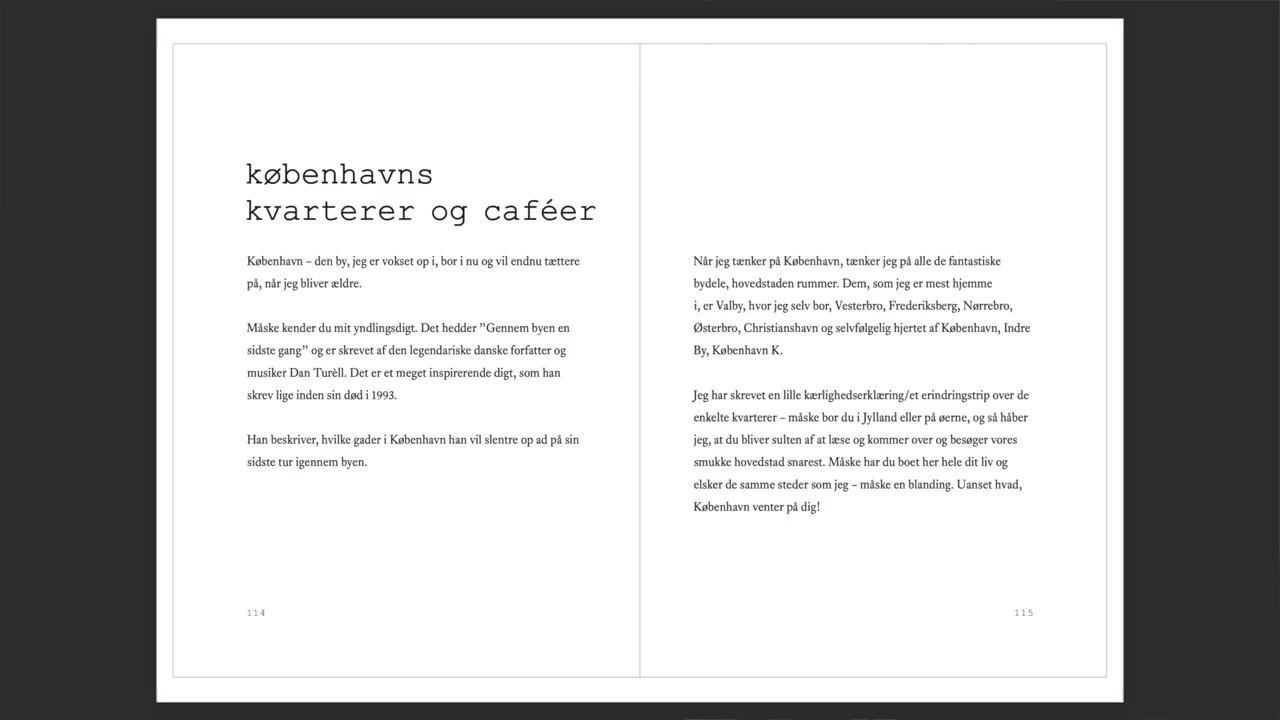 københavns
kvarterer og caféer
København – den by, jeg er vokset op i, bor i nu og vil endnu tættere
på, når jeg bliver ældre.
Måske kender du mit yndlingsdigt. Det hedder ”Gennem byen en
sidste gang” og er skrevet af den legendariske danske forfatter og
musiker Dan Turèll. Det er et meget inspirerende digt, som han
skrev lige inden sin død i 1993.
Han beskriver, hvilke gader i København han vil slentre op ad på sin
sidste tur igennem byen.
114
Når jeg tænker på København, tænker jeg på alle de fantastiske
bydele, hovedstaden rummer. Dem, som jeg er mest hjemme
i, er Valby, hvor jeg selv bor, Vesterbro, Frederiksberg, Nørrebro,
Østerbro, Christianshavn og selvfølgelig hjertet af København, Indre
By, København K.
Jeg har skrevet en lille kærlighedserklæring/et erindringstrip over de
enkelte kvarterer – måske bor du i Jylland eller på øerne, og så håber
jeg, at du bliver sulten af at læse og kommer over og besøger vores
smukke hovedstad snarest. Måske har du boet her hele dit liv og
elsker de samme steder som jeg – måske en blanding. Uanset hvad,
København venter på dig!
115